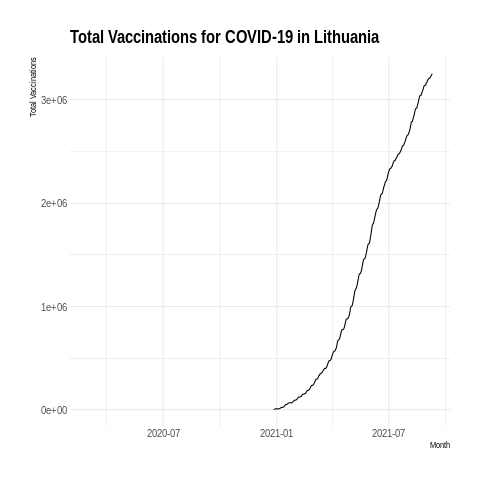 Total Vaccinations for COVID-19 in Lithuania
Total Vaccinations
3e+06
2e+06
1e+06
0e+00
2020-07 2021-01 2021-07
Month